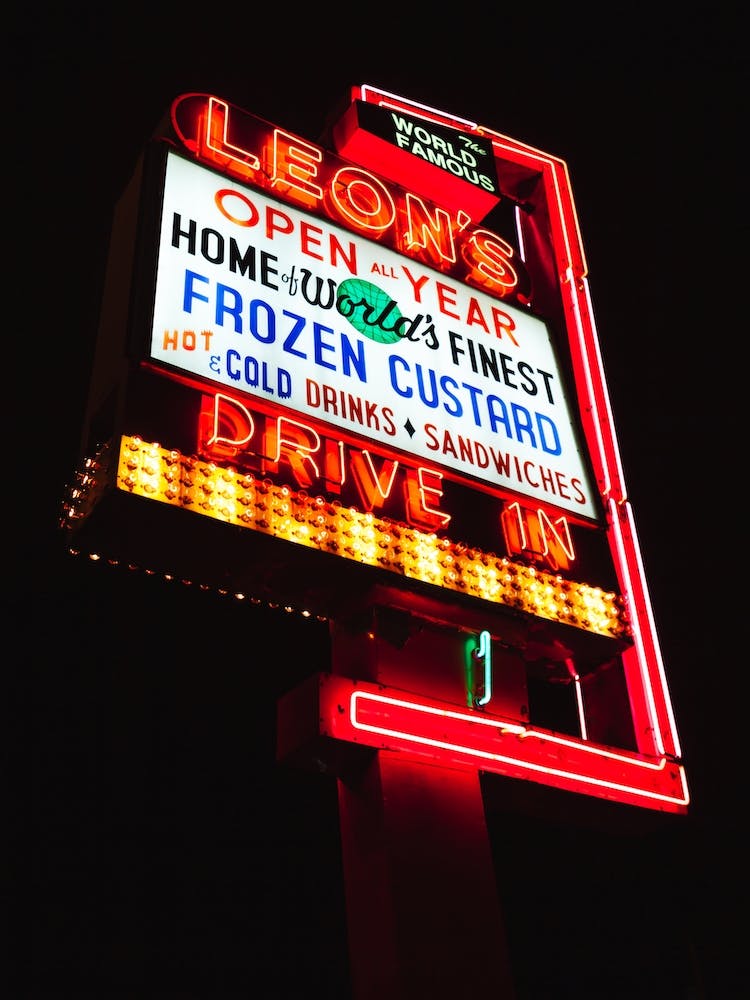 The
WORLD
FAMOUS
LEON'S
OPEN ALL YEAR
HOME of World's FINEST
FROZEN CUSTARD
HOT & COLD DRINKS ♦ SANDWICHES
DRIVE IN